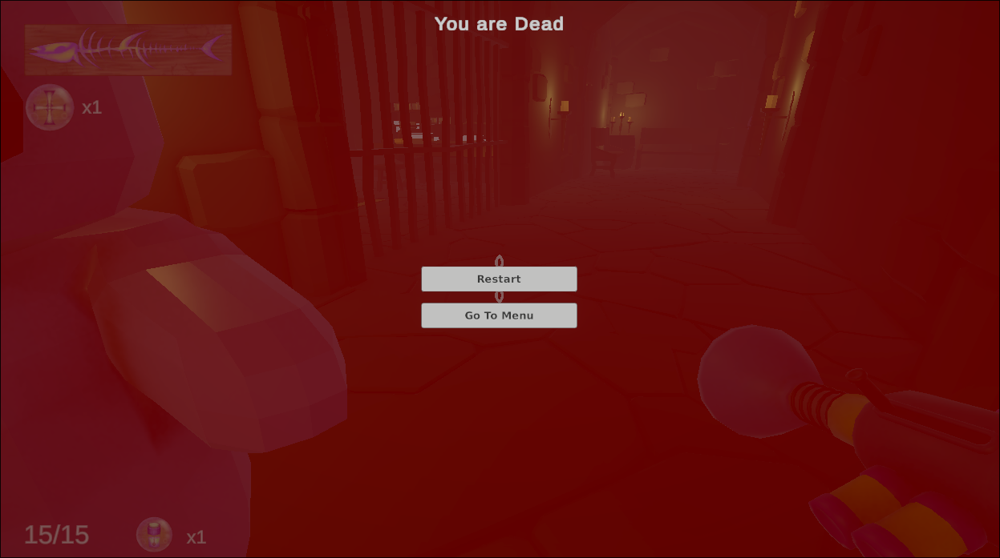 You are Dead
x1
Restart
Go To Menu
15/15
x1